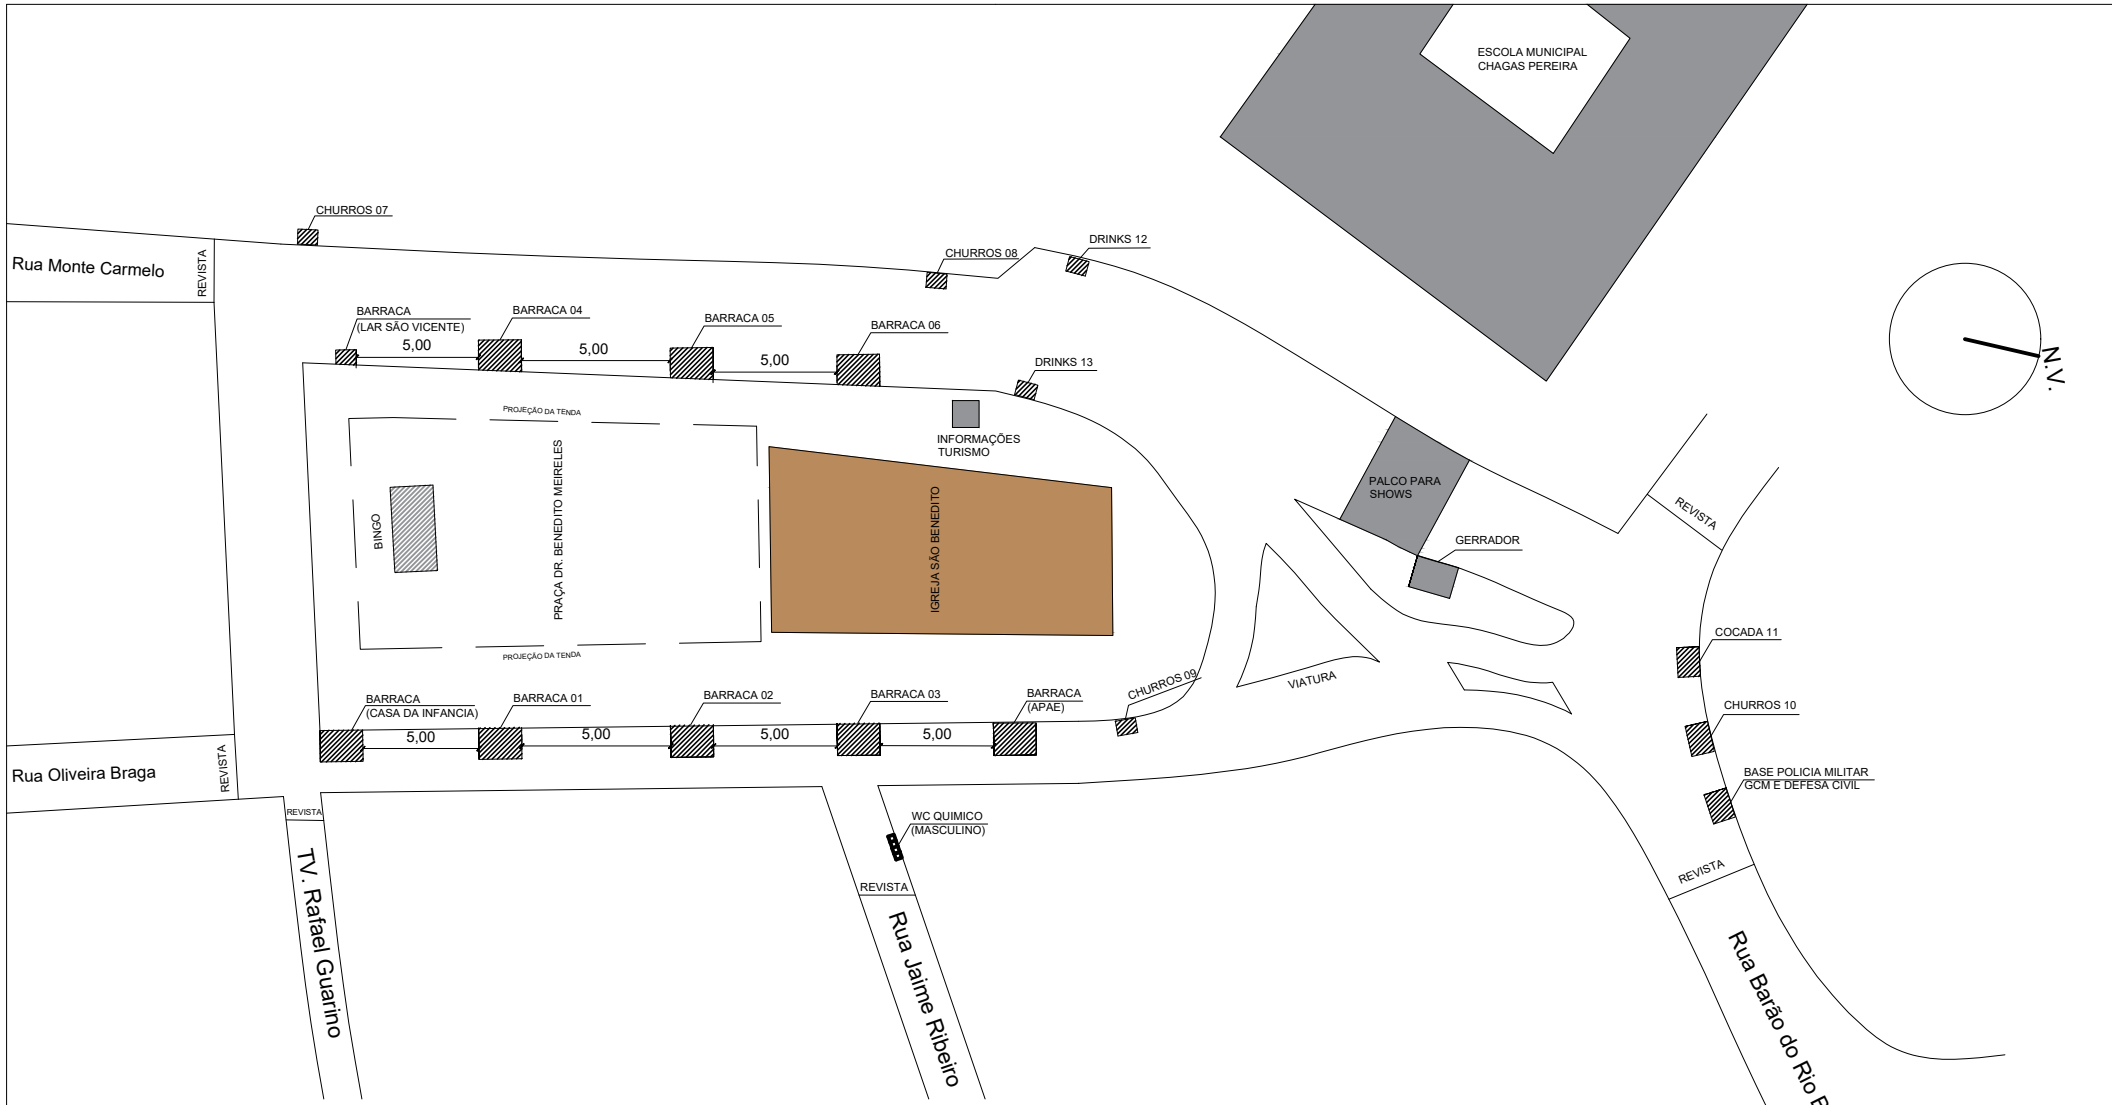 ESCOLA MUNICIPAL
CHAGAS PEREIRA
CHURROS 07
Rua Monte Carmelo
REVISTA
CHURROS 08
DRINKS 12
BARRACA
(LAR SÃO VICENTE)
BARRACA 04
BARRACA 05
BARRACA 06
5,00
5,00
5,00
DRINKS 13
N.V.
PROJEÇÃO DA TENDA
INFORMAÇÕES
TURISMO
BINGO
PRAÇA DR. BENEDITO MEIRELES
IGREJA SÃO BENEDITO
PALCO PARA
SHOWS
REVISTA
GERRADOR
PROJEÇÃO DA TENDA
COCADA 11
VIATURA
BARRACA
(CASA DA INFANCIA)
BARRACA 01
BARRACA 02
BARRACA 03
BARRACA
(APAE)
CHURROS 09
CHURROS 10
5,00
5,00
5,00
5,00
Rua Oliveira Braga
REVISTA
BASE POLICIA MILITAR
GCM E DEFESA CIVIL
REVISTA
WC QUIMICO
(MASCULINO)
REVISTA
REVISTA
TV. Rafael Guarino
Rua Jaime Ribeiro
Rua Barão do Rio